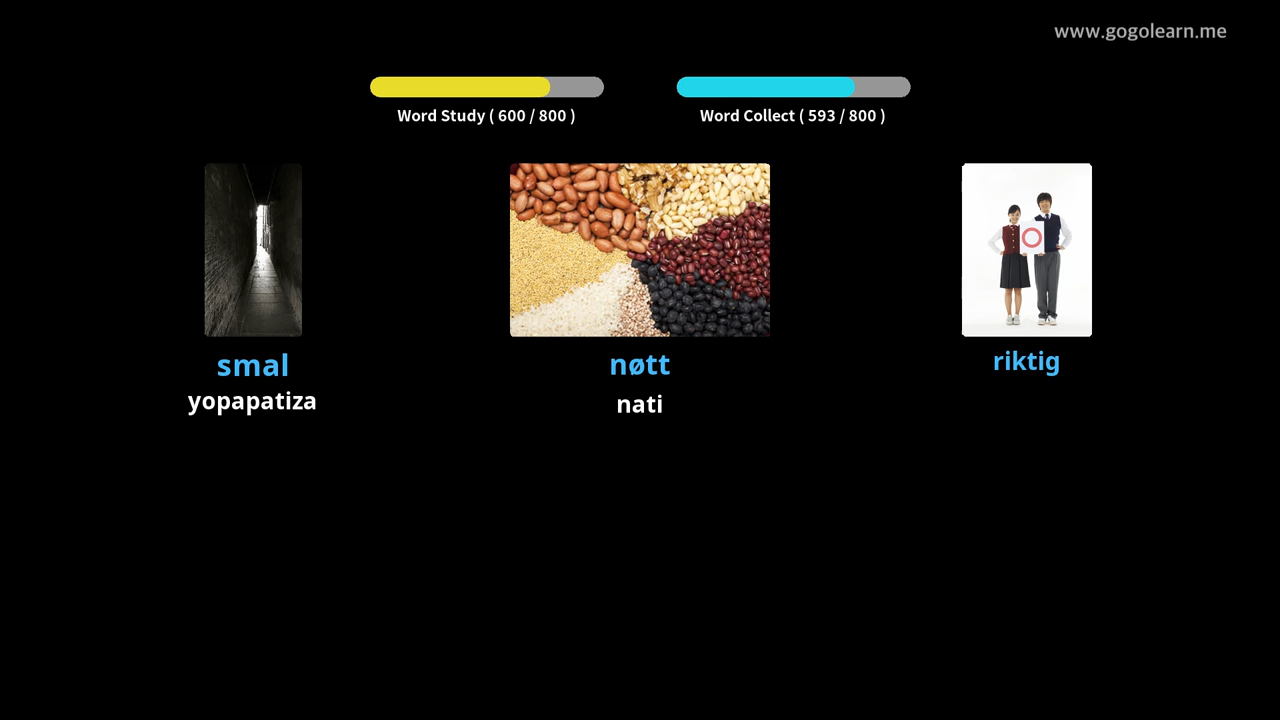 www.gogolearn.me
Word Study ( 600 / 800 )
Word Collect ( 593 / 800 )
smal
nøtt
riktig
yopapatiza
nati